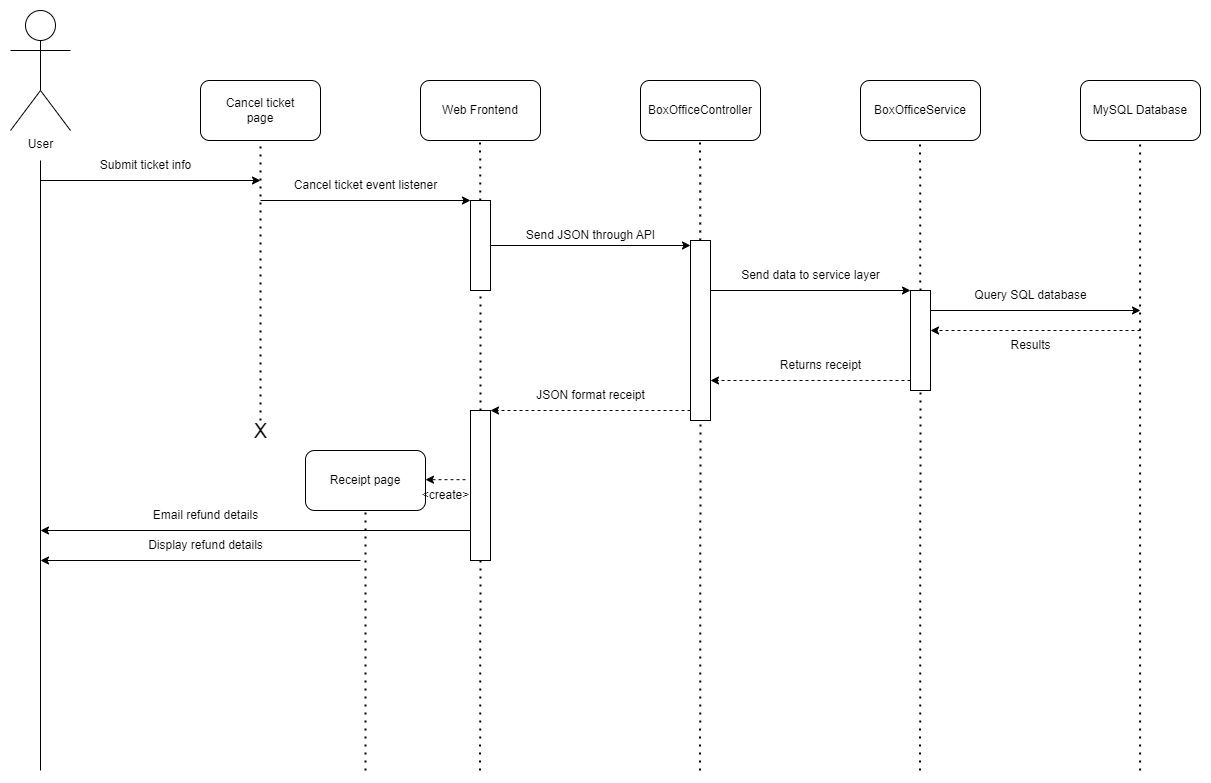 User
Cancel ticket
page
Web Frontend
BoxOfficeController
BoxOfficeService
MySQL Database
Submit ticket info
Cancel ticket event listener
Send JSON through API
Send data to service layer
Query SQL database
Results
Returns receipt
JSON format receipt
X
Receipt page
<create>
Email refund details
Display refund details